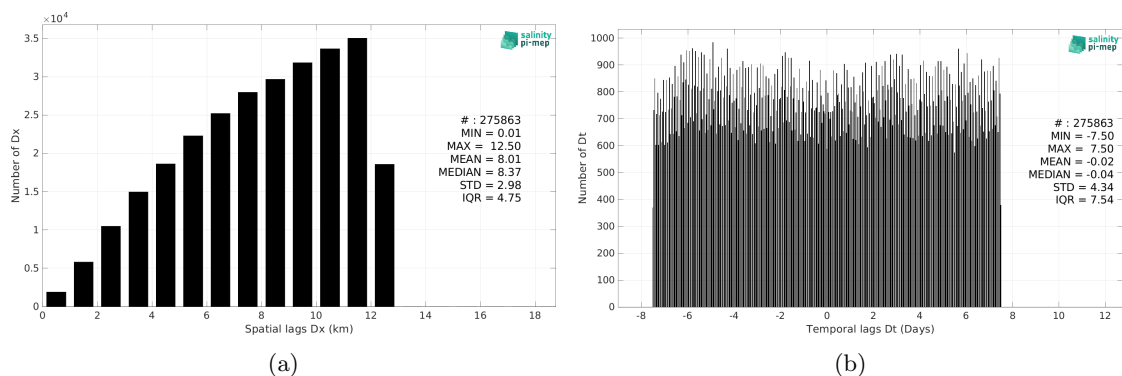 ×10⁴
3.5
3
2.5
2
1.5
1
0.5
0
Number of Dx
0 2 4 6 8 10 12 14 16 18
Spatial lags Dx (km)
salinity
pi-mep
# : 275863
MIN = 0.01
MAX = 12.50
MEAN = 8.01
MEDIAN = 8.37
STD = 2.98
IQR = 4.75
(a)
1000
900
800
700
600
500
400
300
200
100
0
Number of Dt
-8 -6 -4 -2 0 2 4 6 8 10 12
Temporal lags Dt (Days)
salinity
pi-mep
# : 275863
MIN = -7.50
MAX = 7.50
MEAN = -0.02
MEDIAN = -0.04
STD = 4.34
IQR = 7.54
(b)